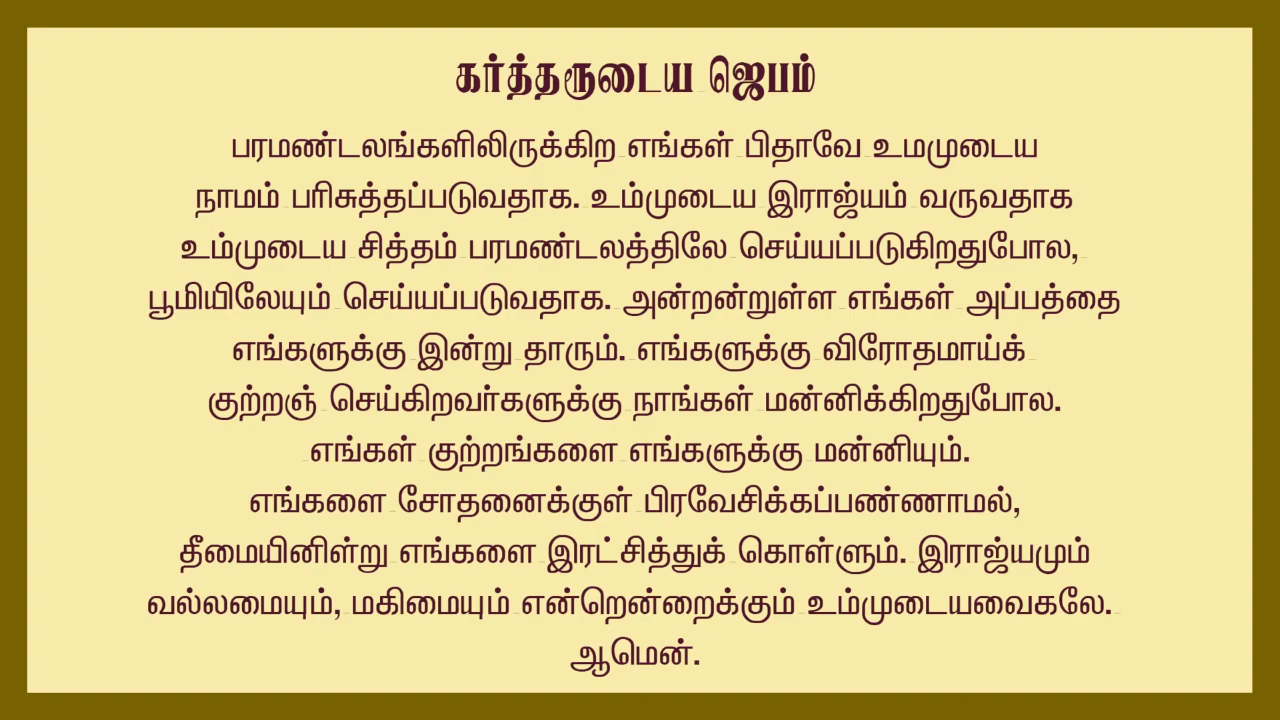 கர்த்தருடைய ஜெபம்
பரமண்டலங்களிலிருக்கிற எங்கள் பிதாவே உமமுடைய
நாமம் பரிசுத்தப்படுவதாக. உம்முடைய இராஜ்யம் வருவதாக
உம்முடைய சித்தம் பரமண்டலத்திலே செய்யப்படுகிறதுபோல,
பூமியிலேயும் செய்யப்படுவதாக. அன்றன்றுள்ள எங்கள் அப்பத்தை
எங்களுக்கு இன்று தாரும். எங்களுக்கு விரோதமாய்க்
குற்றஞ் செய்கிறவர்களுக்கு நாங்கள் மன்னிக்கிறதுபோல.
எங்கள் குற்றங்களை எங்களுக்கு மன்னியும்.
எங்களை சோதனைக்குள் பிரவேசிக்கப்பண்ணாமல்,
தீமையினின்று எங்களை இரட்சித்துக் கொள்ளும். இராஜ்யமும்
வல்லமையும், மகிமையும் என்றென்றைக்கும் உம்முடையவைகலே.
ஆமென்.